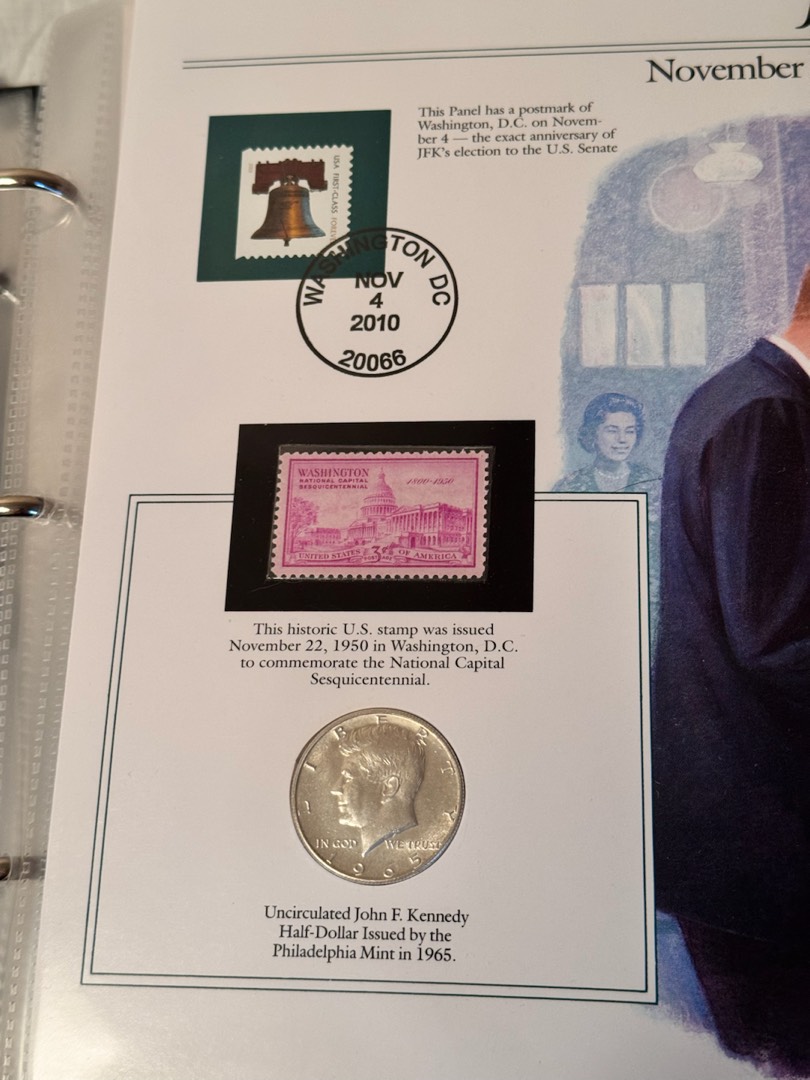 November
This Panel has a postmark of
Washington, D.C. on Novem-
ber 4 — the exact anniversary of
JFK's election to the U.S. Senate
USA FIRST-CLASS FOREVER
WASHINGTON DC
NOV
4
2010
20066
WASHINGTON
NATIONAL CAPITAL
SESQUICENTENNIAL
1800-1950
3¢
POSTAGE
UNITED STATES OF AMERICA
This historic U.S. stamp was issued
November 22, 1950 in Washington, D.C.
to commemorate the National Capital
Sesquicentennial.
LIBERTY
IN GOD WE TRUST
1965
Uncirculated John F. Kennedy
Half-Dollar Issued by the
Philadelphia Mint in 1965.